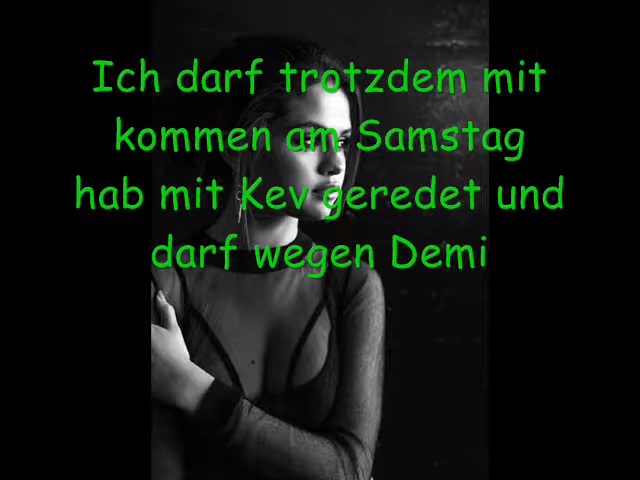 Ich darf trotzdem mit
kommen am Samstag
hab mit Kev geredet und
darf wegen Demi